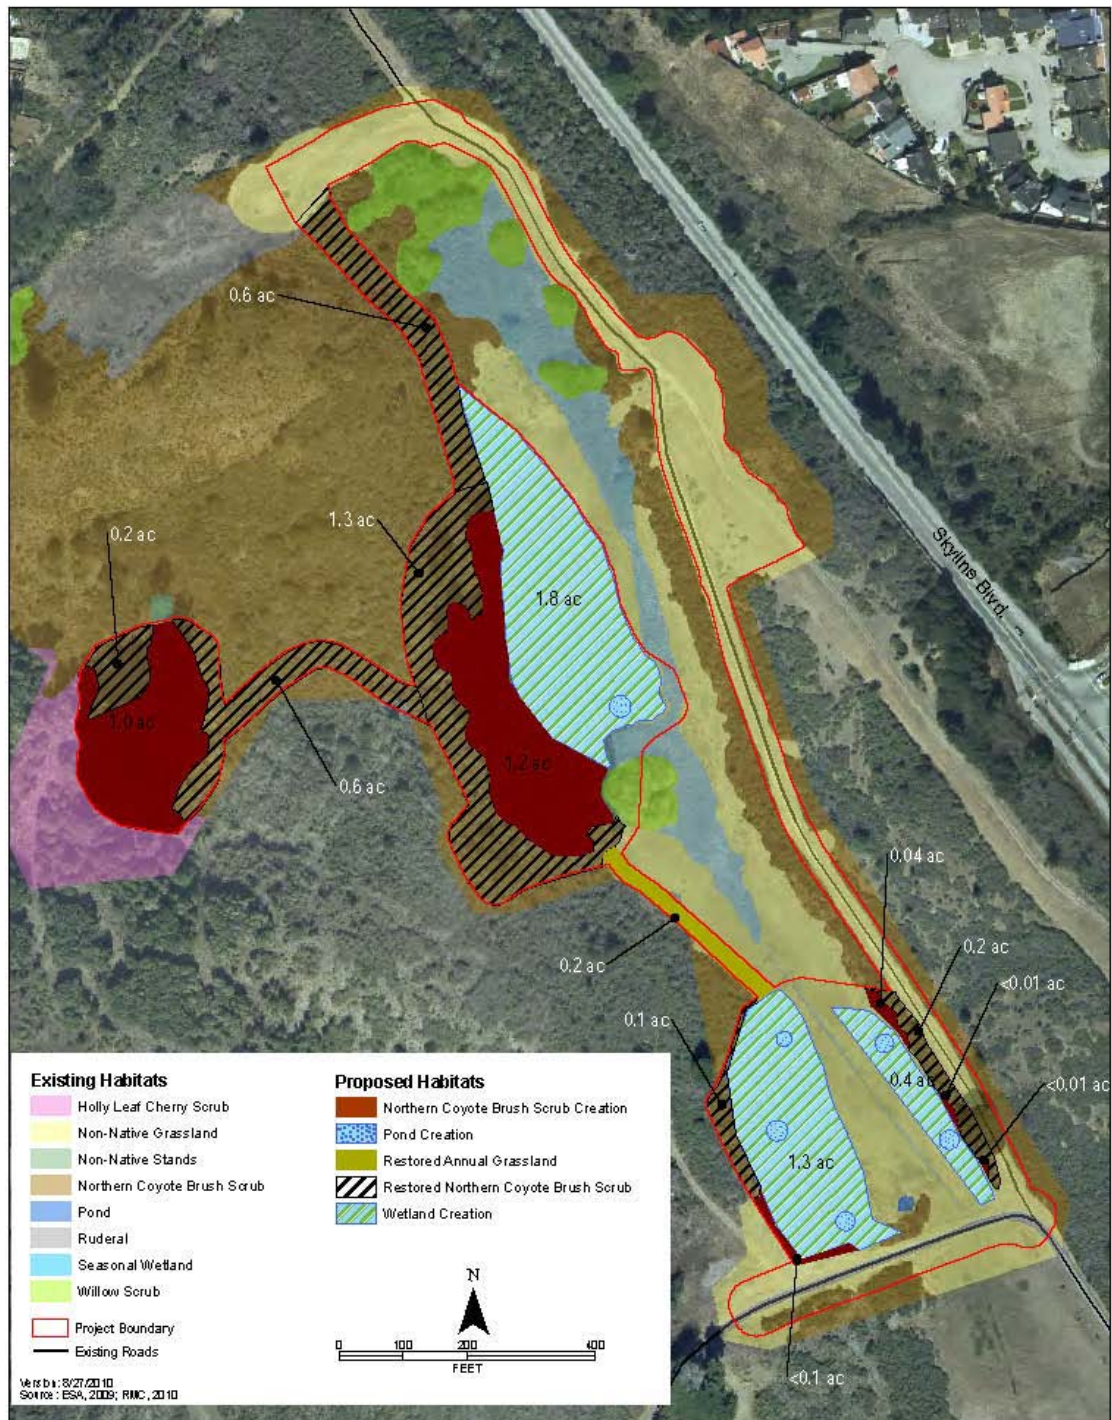 0.6 ac
1.3 ac
0.2 ac
Skyline Blvd.
1.8 ac
1.0 ac
1.2 ac
0.6 ac
0.04 ac
0.2 ac
0.2 ac
<0.01 ac
0.1 ac
0.4 ac
<0.01 ac
1.3 ac
<0.1 ac
Existing Habitats
Holly Leaf Cherry Scrub
Non-Native Grassland
Non-Native Stands
Northern Coyote Brush Scrub
Pond
Ruderal
Seasonal Wetland
Willow Scrub
Project Boundary
Existing Roads
Proposed Habitats
Northern Coyote Brush Scrub Creation
Pond Creation
Restored Annual Grassland
Restored Northern Coyote Brush Scrub
Wetland Creation
N
0 100 200 400
FEET
Version: 8/27/2010
Source: ESA, 2009; RMC, 2010